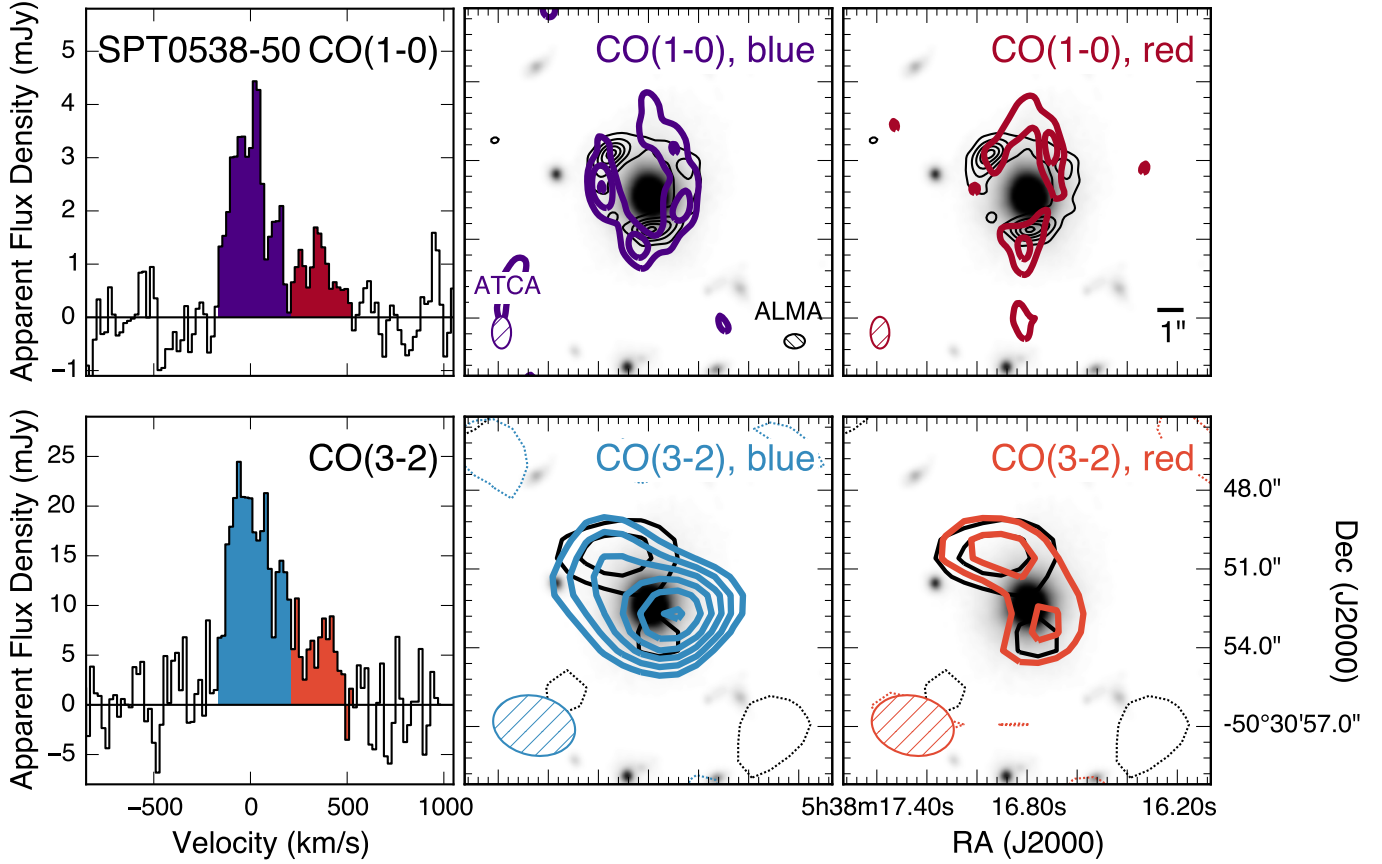 SPT0538-50 CO(1-0)
CO(1-0), blue
CO(1-0), red
Apparent Flux Density (mJy)
5
4
3
2
1
0
−1
ATCA
ALMA
1"
CO(3-2)
CO(3-2), blue
CO(3-2), red
Apparent Flux Density (mJy)
25
20
15
10
5
0
−5
48.0"
51.0"
54.0"
-50°30'57.0"
Dec (J2000)
−500
0
500
1000
5h38m17.40s
16.80s
16.20s
Velocity (km/s)
RA (J2000)